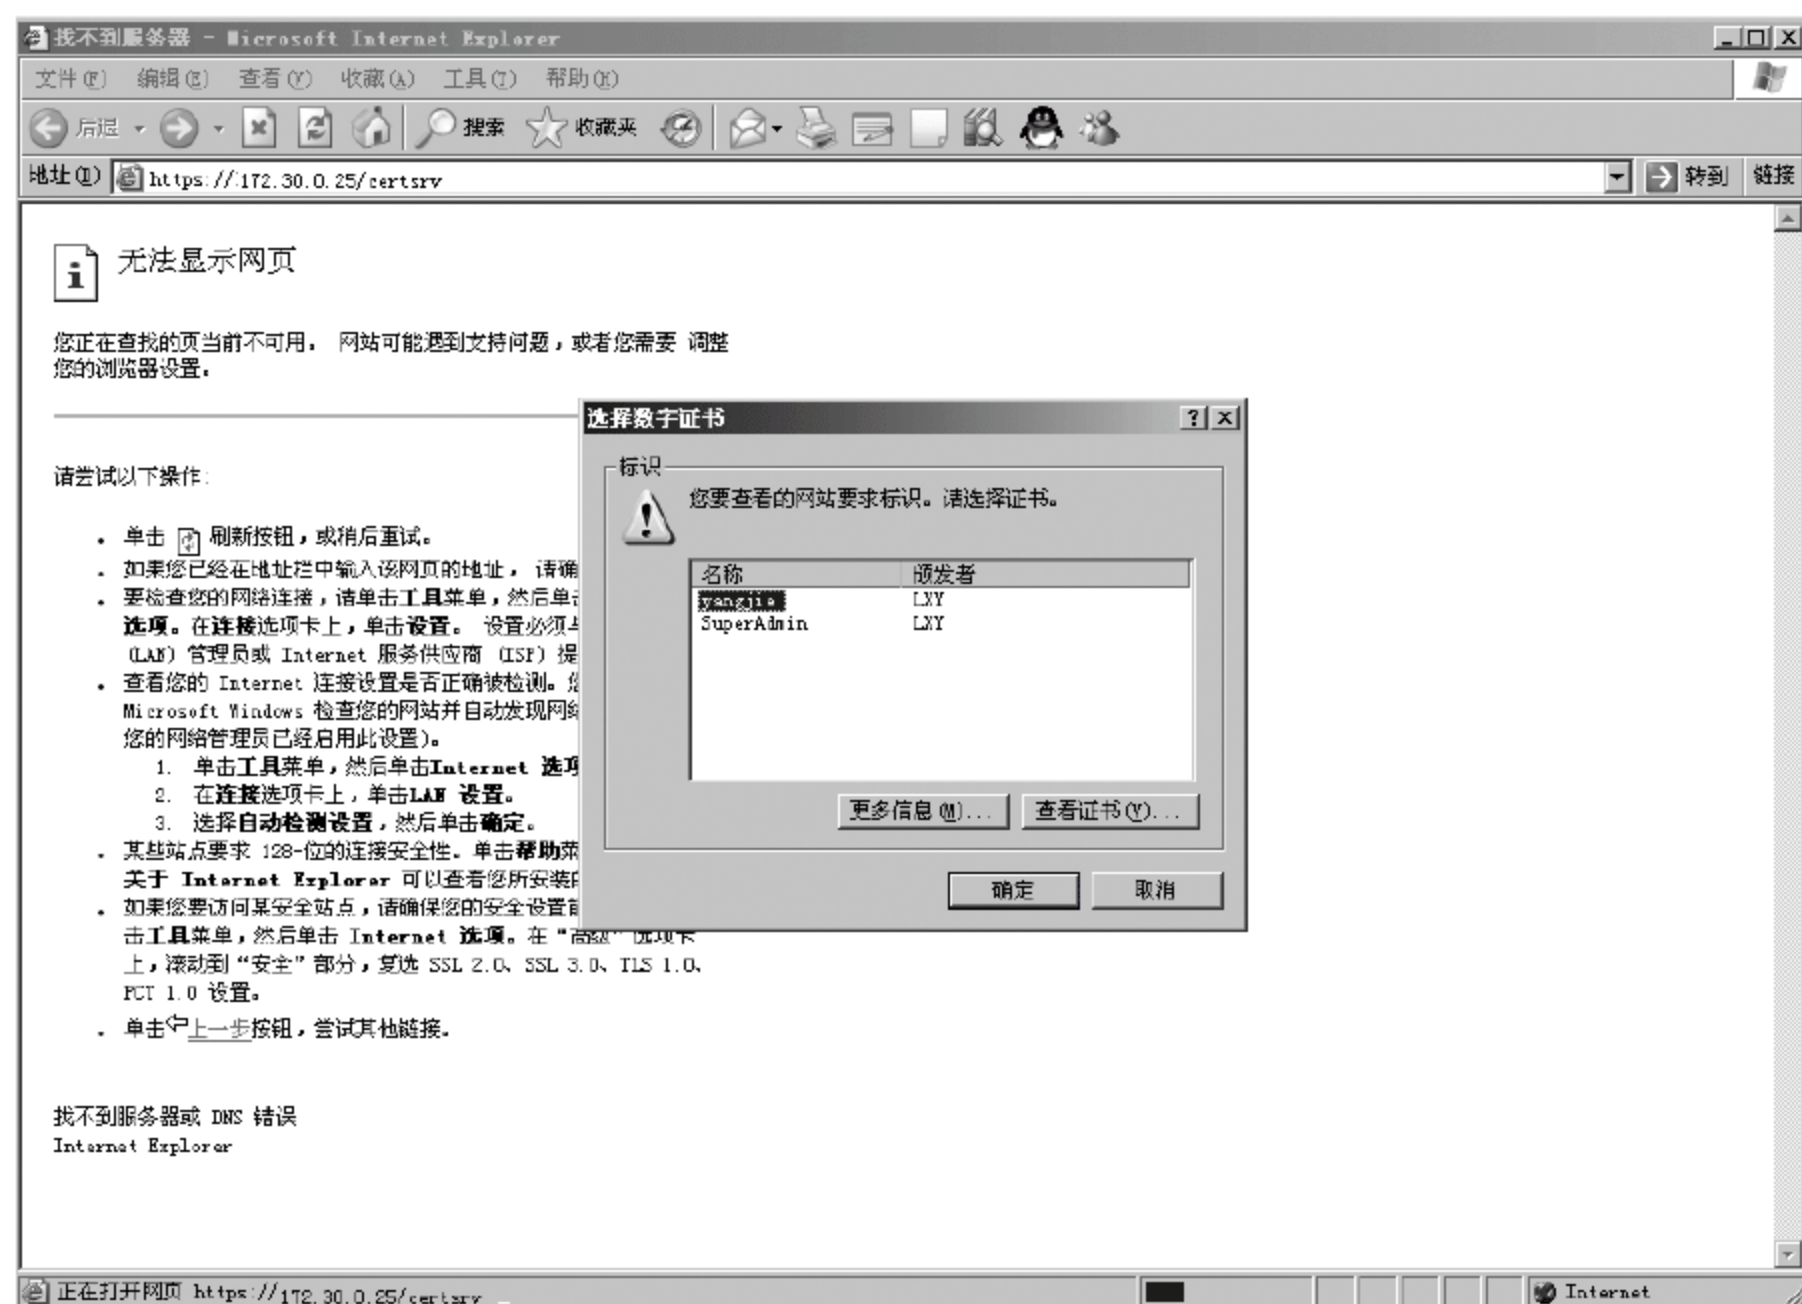 找不到服务器 - Microsoft Internet Explorer
文件(F) 编辑(E) 查看(V) 收藏(A) 工具(T) 帮助(H)
后退 搜索 收藏夹
地址(D) https://172.30.0.25/certsrv 转到 链接
无法显示网页
您正在查找的页当前不可用。 网站可能遇到支持问题,或者您需要 调整
您的浏览器设置。
请尝试以下操作:
• 单击 刷新按钮,或稍后重试。
• 如果您已经在地址栏中输入该网页的地址, 请确
• 要检查您的网络连接,请单击工具菜单,然后单击
选项。在连接选项卡上,单击设置。 设置必须与
(LAN) 管理员或 Internet 服务供应商 (ISP) 提
• 查看您的 Internet 连接设置是否正确被检测。您
Microsoft Windows 检查您的网站并自动发现网络
您的网络管理员已经启用此设置)。
1. 单击工具菜单,然后单击Internet 选项
2. 在连接选项卡上,单击LAN 设置。
3. 选择自动检测设置,然后单击确定。
• 某些站点要求 128-位的连接安全性。单击帮助菜
关于 Internet Explorer 可以查看您所安装的
• 如果您要访问某安全站点,请确保您的安全设置
击工具菜单,然后单击 Internet 选项。在“高级”选项卡
上,滚动到“安全”部分,复选 SSL 2.0、SSL 3.0、TLS 1.0、
PCT 1.0 设置。
• 单击上一步按钮,尝试其他链接。
找不到服务器或 DNS 错误
Internet Explorer
选择数字证书
标识
您要查看的网站要求标识。请选择证书。
名称 颁发者
yangjie LXY
SuperAdmin LXY
更多信息(M)... 查看证书(V)...
确定 取消
正在打开网页 https://172.30.0.25/certsrv Internet